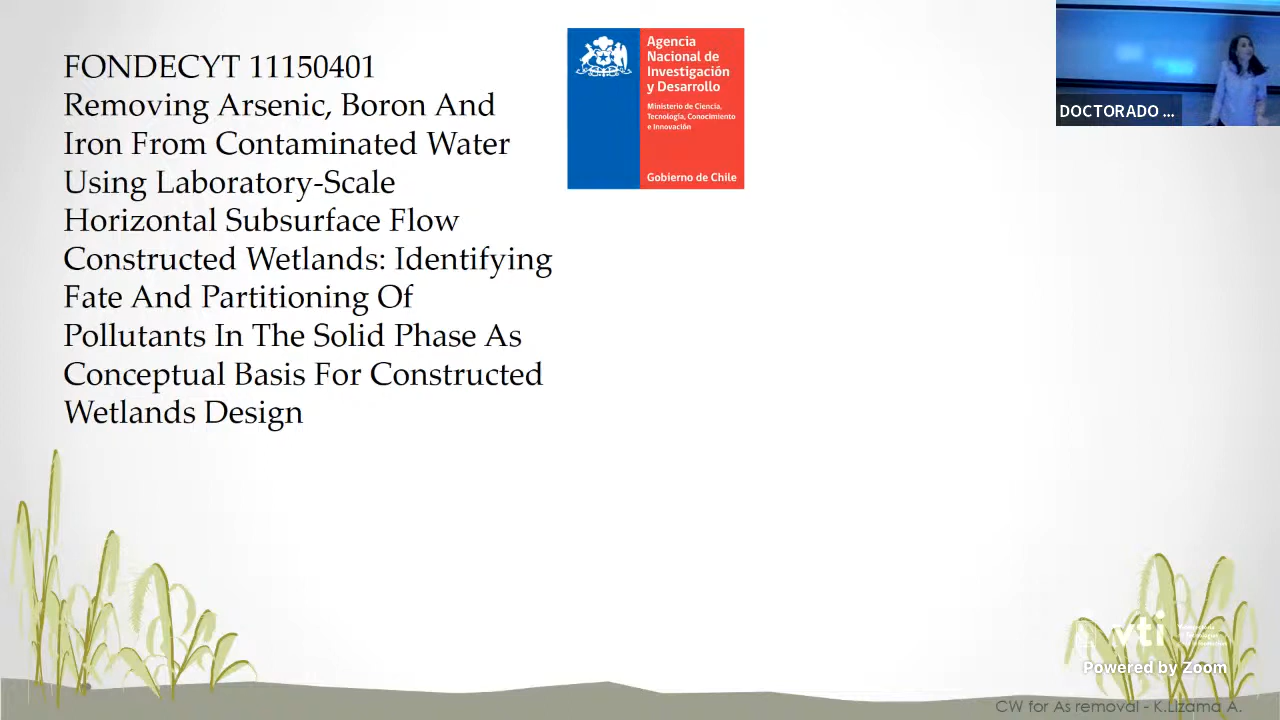 FONDECYT 11150401
Removing Arsenic, Boron And
Iron From Contaminated Water
Using Laboratory-Scale
Horizontal Subsurface Flow
Constructed Wetlands: Identifying
Fate And Partitioning Of
Pollutants In The Solid Phase As
Conceptual Basis For Constructed
Wetlands Design
Agencia
Nacional de
Investigación
y Desarrollo
Ministerio de Ciencia,
Tecnología, Conocimiento
e Innovación
Gobierno de Chile
DOCTORADO ...
vti
Powered by Zoom
CW for As removal - K.Lizama A.